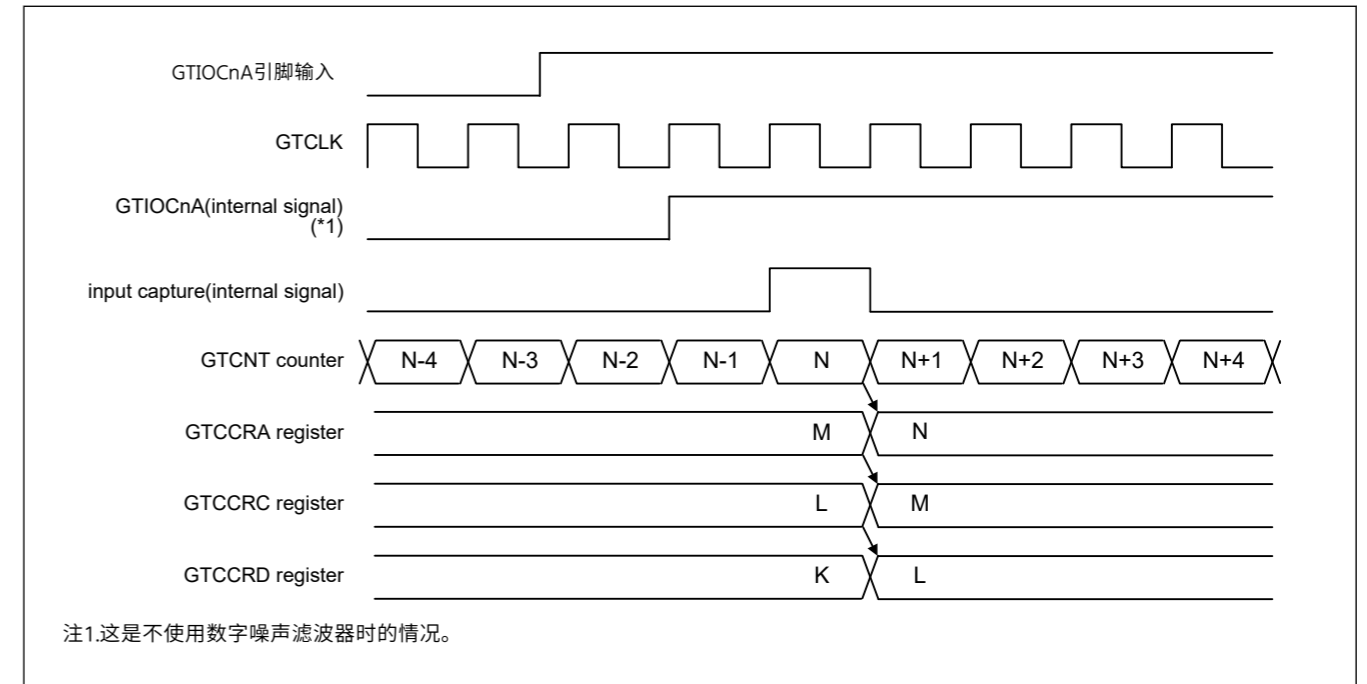 GTIOCnA引脚输入
GTCLK
GTIOCnA(internal signal)
(*1)
input capture(internal signal)
GTCNT counter N-4 N-3 N-2 N-1 N N+1 N+2 N+3 N+4
GTCCRA register M N
GTCCRC register L M
GTCCRD register K L
注1.这是不使用数字噪声滤波器时的情况。